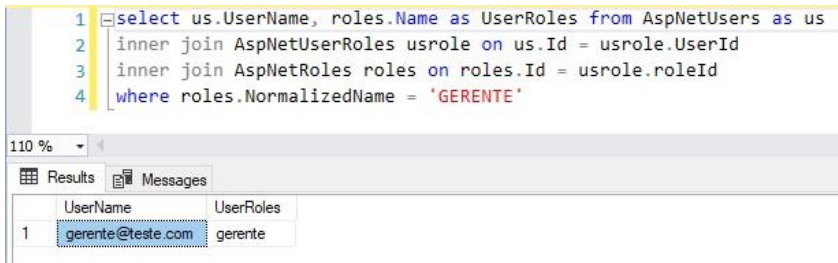 1 select us.UserName, roles.Name as UserRoles from AspNetUsers as us
2 inner join AspNetUserRoles usrole on us.Id = usrole.UserId
3 inner join AspNetRoles roles on roles.Id = usrole.roleId
4 where roles.NormalizedName = 'GERENTE'
110 %
Results Messages
UserName UserRoles
1 gerente@teste.com gerente